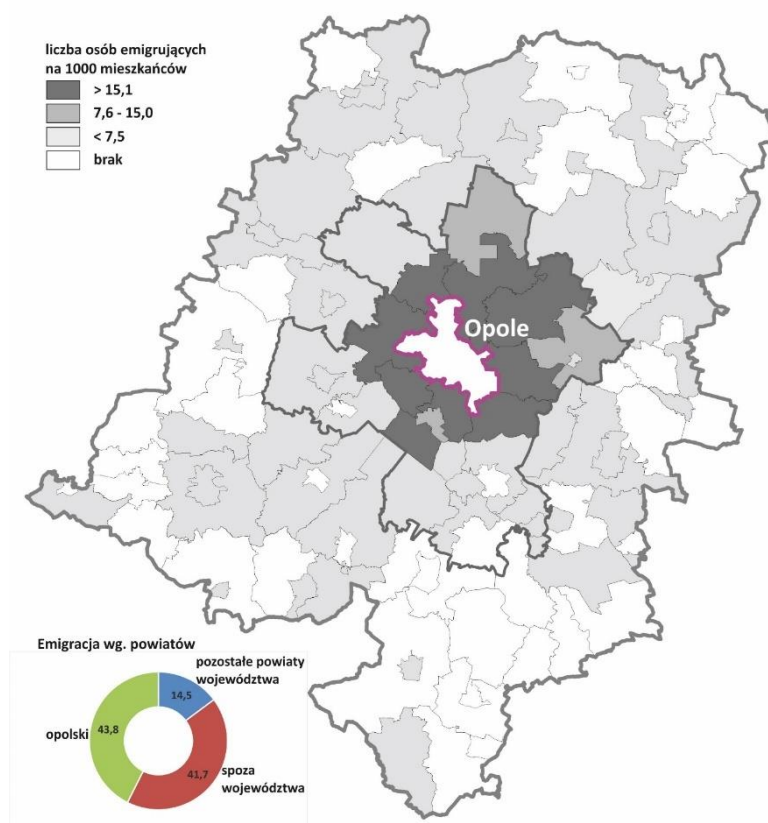 liczba osób emigrujących
na 1000 mieszkańców
> 15,1
7,6 - 15,0
< 7,5
brak
Opole
Emigracja wg. powiatów
pozostałe powiaty
województwa
14,5
opolski
43,8
41,7
spoza
województwa